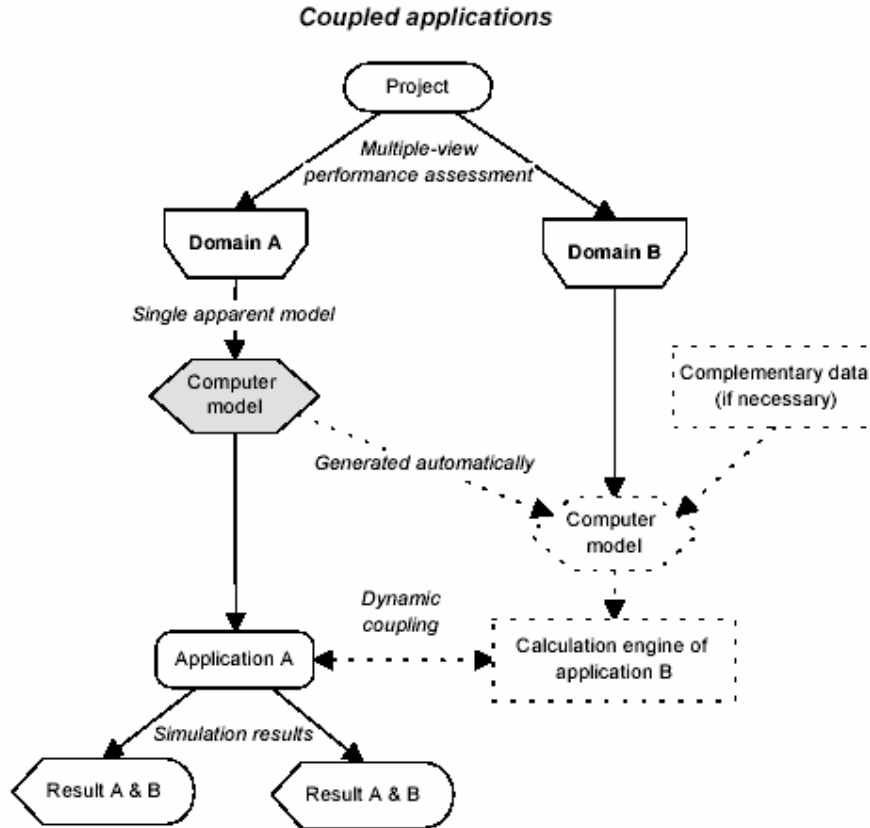 Coupled applications
Project
Multiple-view
performance assessment
Domain A
Domain B
Single apparent model
Computer
model
Complementary data
(if necessary)
Generated automatically
Computer
model
Dynamic
coupling
Application A
Calculation engine of
application B
Simulation results
Result A & B
Result A & B